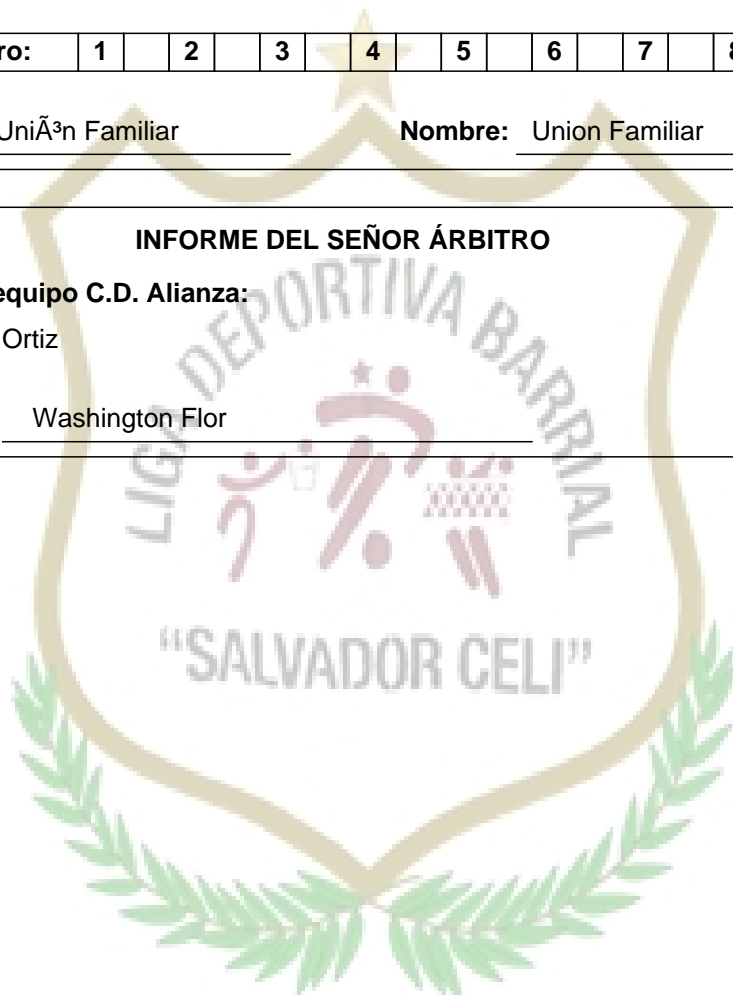 ro: 1 2 3 4 5 6 7 8
UniÃ³n Familiar Nombre: Union Familiar
INFORME DEL SEÑOR ÁRBITRO
equipo C.D. Alianza:
Ortiz
Washington Flor
LIGA DEPORTIVA BARRIAL
“SALVADOR CELI”